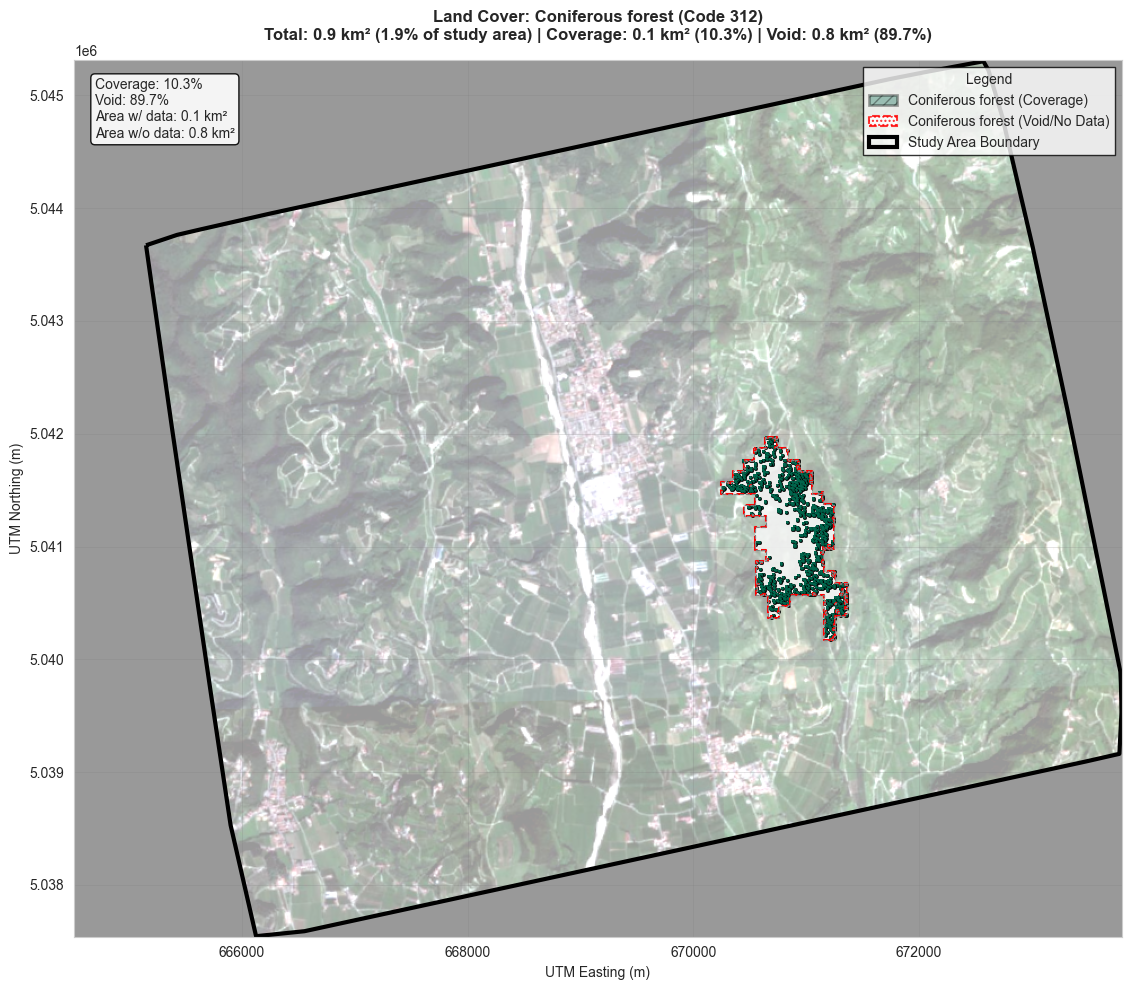 Land Cover: Coniferous forest (Code 312)
Total: 0.9 km² (1.9% of study area) | Coverage: 0.1 km² (10.3%) | Void: 0.8 km² (89.7%)
1e6
Coverage: 10.3%
Void: 89.7%
Area w/ data: 0.1 km²
Area w/o data: 0.8 km²
Legend
Coniferous forest (Coverage)
Coniferous forest (Void/No Data)
Study Area Boundary
5.045
5.044
5.043
5.042
5.041
5.040
5.039
5.038
UTM Northing (m)
666000
668000
670000
672000
UTM Easting (m)